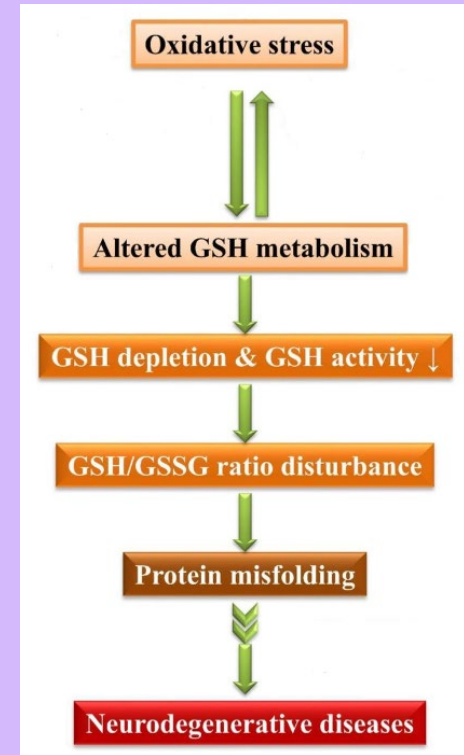 Oxidative stress
Altered GSH metabolism
GSH depletion & GSH activity ↓
GSH/GSSG ratio disturbance
Protein misfolding
Neurodegenerative diseases